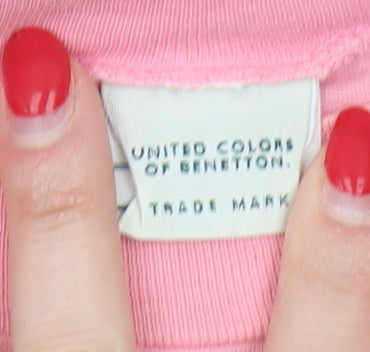 UNITED COLORS
OF BENETTON.
TRADE MARK